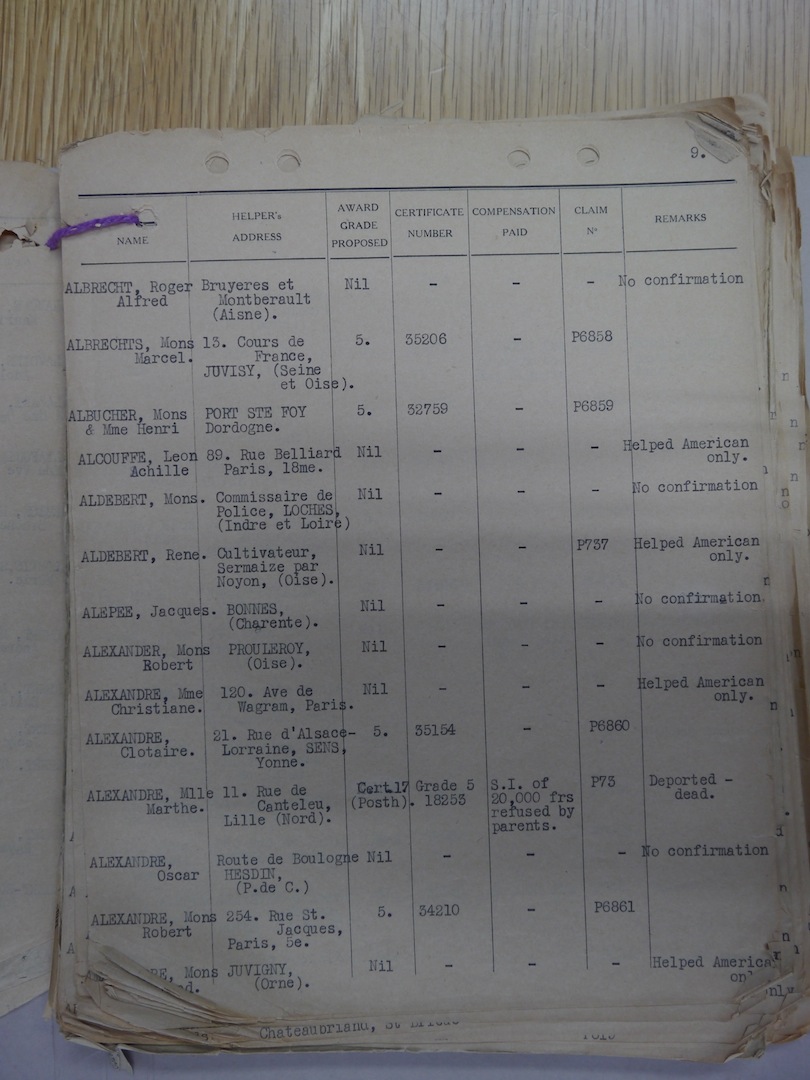 9.
NAME HELPER's ADDRESS AWARD GRADE PROPOSED CERTIFICATE NUMBER COMPENSATION PAID CLAIM Nº REMARKS
ALBRECHT, Roger Bruyeres et Nil - - - No confirmation
Alfred Montberault
(Aisne).
ALBRECHTS, Mons 13. Cours de 5. 35206 - P6858
Marcel. France,
JUVISY, (Seine
et Oise).
ALBUCHER, Mons PORT STE FOY 5. 32759 - P6859
& Mme Henri Dordogne.
ALCOUFFE, Leon 89. Rue Belliard Nil - - - Helped American
Achille Paris, 18me. only.
ALDEBERT, Mons. Commissaire de Nil - - - No confirmation
Police, LOCHES,
(Indre et Loire)
ALDEBERT, Rene. Cultivateur, Nil - - P737 Helped American
Sermaize par only.
Noyon, (Oise).
ALEPEE, Jacques. BONNES, Nil - - - No confirmation.
(Charente).
ALEXANDER, Mons PROULEROY, Nil - - - No confirmation
Robert (Oise).
ALEXANDRE, Mme 120. Ave de Nil - - - Helped American
Christiane. Wagram, Paris. only.
ALEXANDRE, 21. Rue d'Alsace- 5. 35154 - P6860
Clotaire. Lorraine, SENS,
Yonne.
ALEXANDRE, Mlle 11. Rue de Cert.17 Grade 5 S.I. of P73 Deported -
Marthe. Canteleu, (Posth). 18253 20,000 frs dead.
Lille (Nord). refused by
parents.
ALEXANDRE, Route de Boulogne Nil - - - No confirmation
Oscar HESDIN,
(P.de C.)
ALEXANDRE, Mons 254. Rue St. 5. 34210 - P6861
Robert Jacques,
Paris, 5e.
Mons JUVIGNY, Nil - - - Helped America
(Orne).
Chateaubriand, St